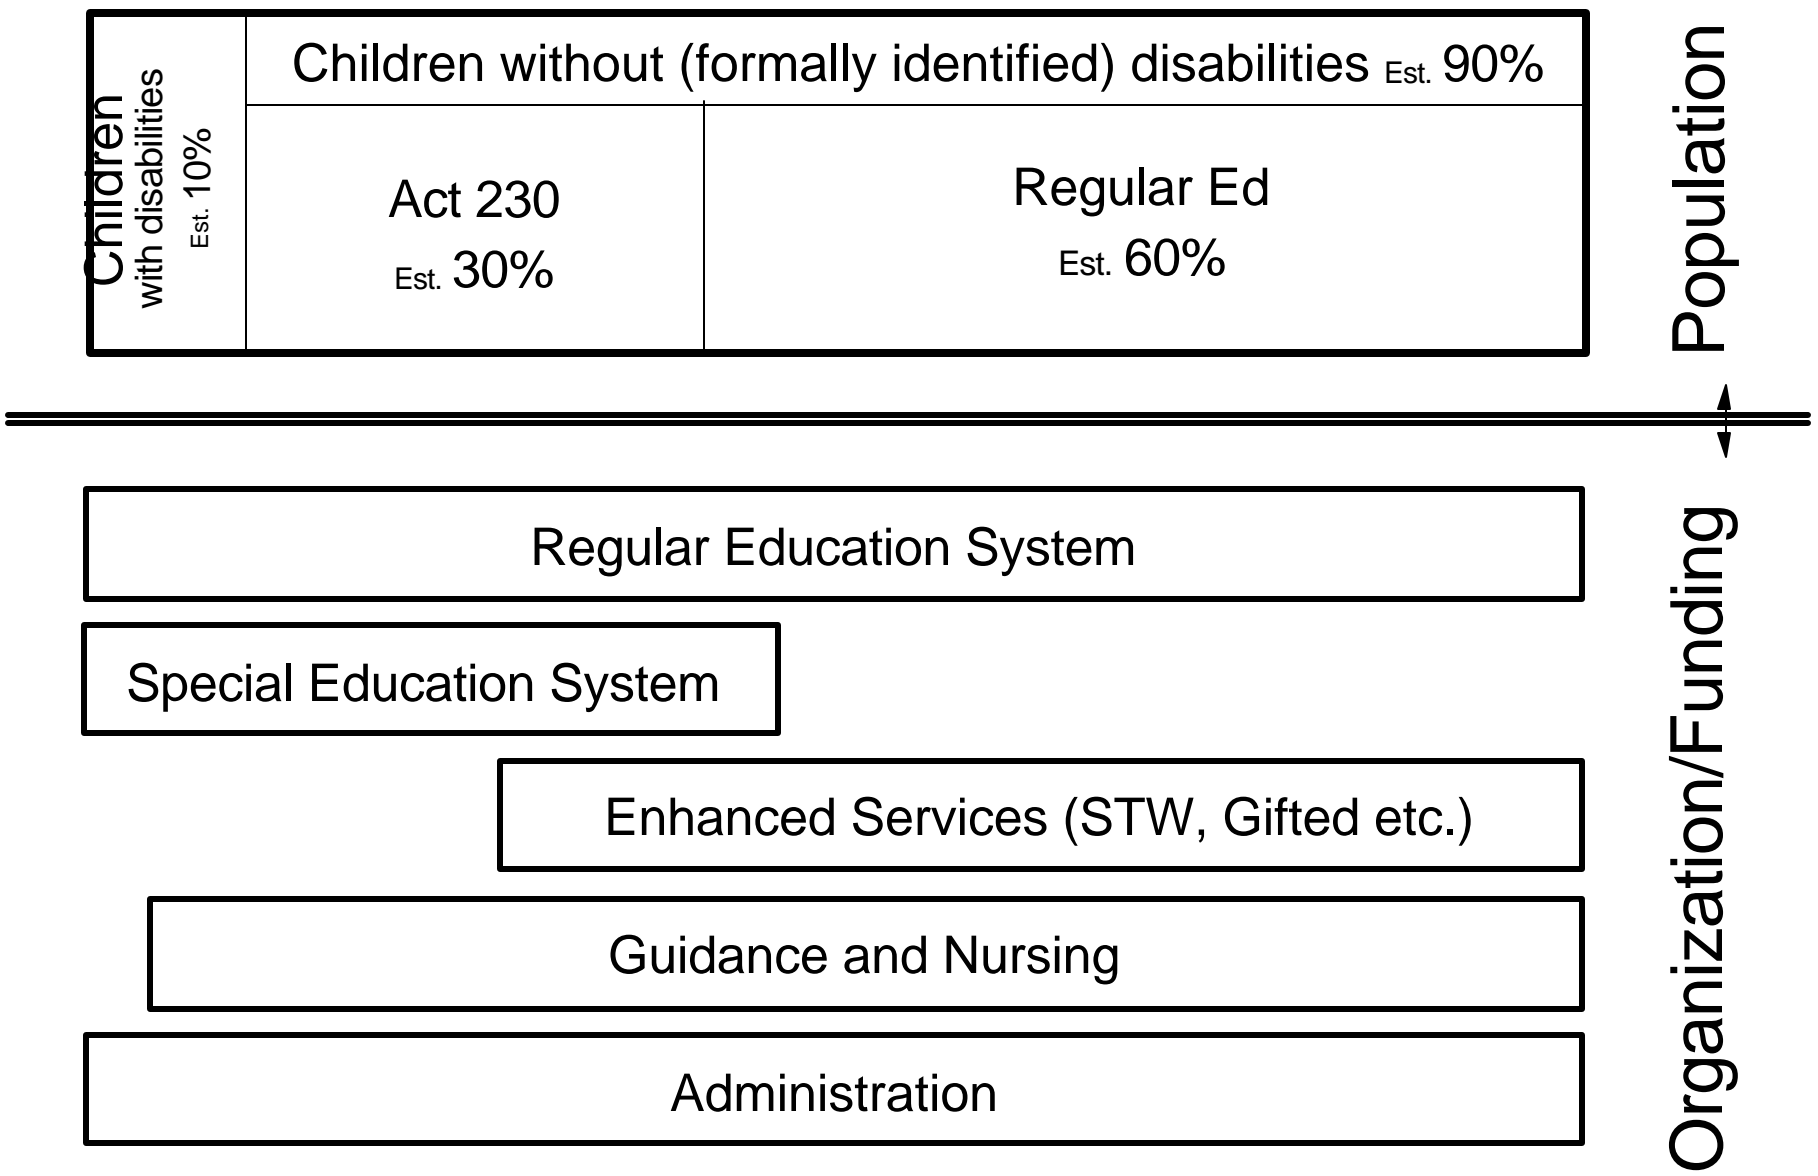 Children
with disabilities
Est. 10%
Children without (formally identified) disabilities Est. 90%
Act 230
Est. 30%
Regular Ed
Est. 60%
Population
Regular Education System
Special Education System
Enhanced Services (STW, Gifted etc.)
Guidance and Nursing
Administration
Organization/Funding